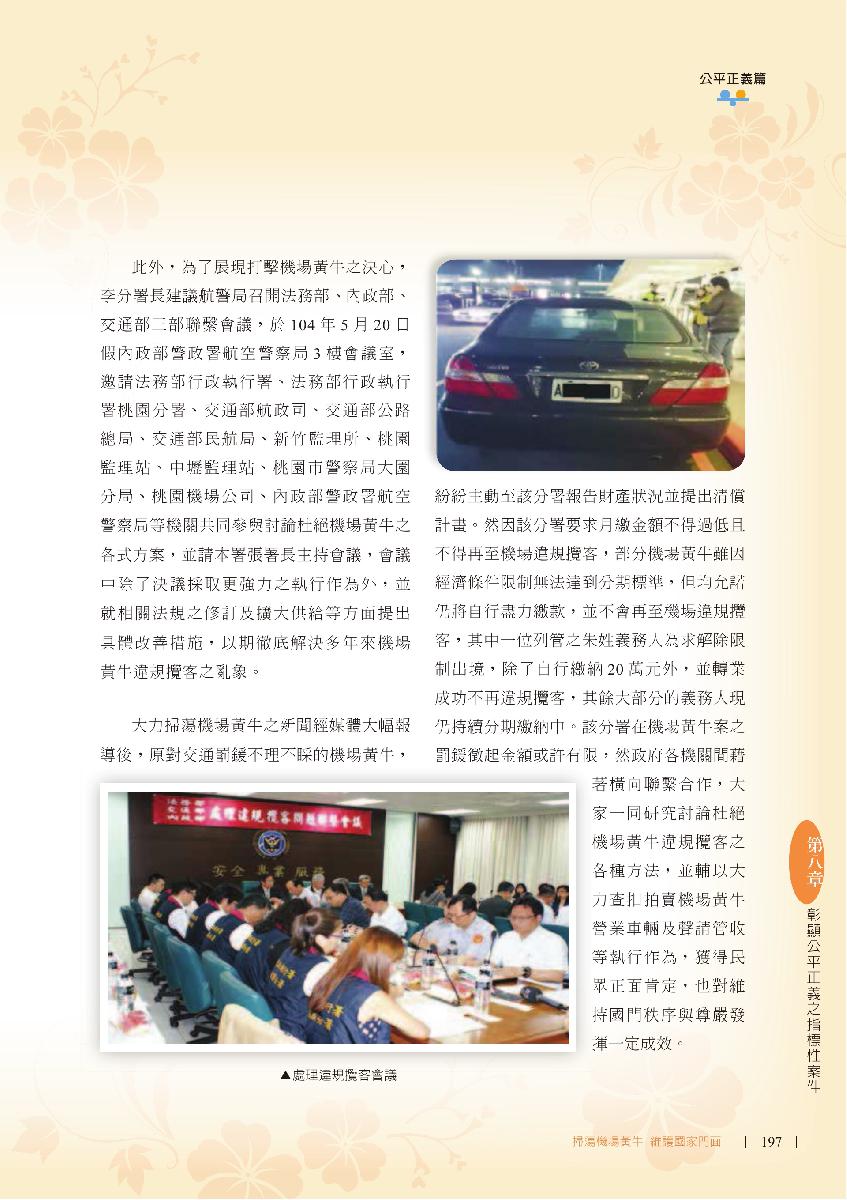 公平正義篇
此外，為了展現打擊機場黃牛之決心，
李分署長建議航警局召開法務部、內政部、
交通部三部聯繫會議，於 104 年 5 月 20 日
假內政部警政署航空警察局 3 樓會議室，
邀請法務部行政執行署、法務部行政執行
署桃園分署、交通部航政司、交通部公路
總局、交通部民航局、新竹監理所、桃園
監理站、中壢監理站、桃園市警察局大園
分局、桃園機場公司、內政部警政署航空
警察局等機關共同參與討論杜絕機場黃牛之
各式方案，並請本署張署長主持會議，會議
中除了決議採取更強力之執行作為外，並
就相關法規之修訂及擴大供給等方面提出
具體改善措施，以期徹底解決多年來機場
黃牛違規攬客之亂象。
大力掃蕩機場黃牛之新聞經媒體大幅報
導後，原對交通罰鍰不理不睬的機場黃牛，
紛紛主動至該分署報告財產狀況並提出清償
計畫。然因該分署要求月繳金額不得過低且
不得再至機場違規攬客，部分機場黃牛雖因
經濟條件限制無法達到分期標準，但均允諾
仍將自行盡力繳款，並不會再至機場違規攬
客，其中一位列管之朱姓義務人為求解除限
制出境，除了自行繳納 20 萬元外，並轉業
成功不再違規攬客，其餘大部分的義務人現
仍持續分期繳納中。該分署在機場黃牛案之
罰鍰徵起金額或許有限，然政府各機關間藉
著橫向聯繫合作，大
家一同研究討論杜絕
機場黃牛違規攬客之
各種方法，並輔以大
力查扣拍賣機場黃牛
營業車輛及聲請管收
等執行作為，獲得民
眾正面肯定，也對維
持國門秩序與尊嚴發
揮一定成效。
法務部
交通部
內政部
處理違規攬客問題聯繫會議
安全 專業 服務
▲處理違規攬客會議
第八章
彰顯公平正義之指標性案件
掃蕩機場黃牛 維護國家門面 | 197 |